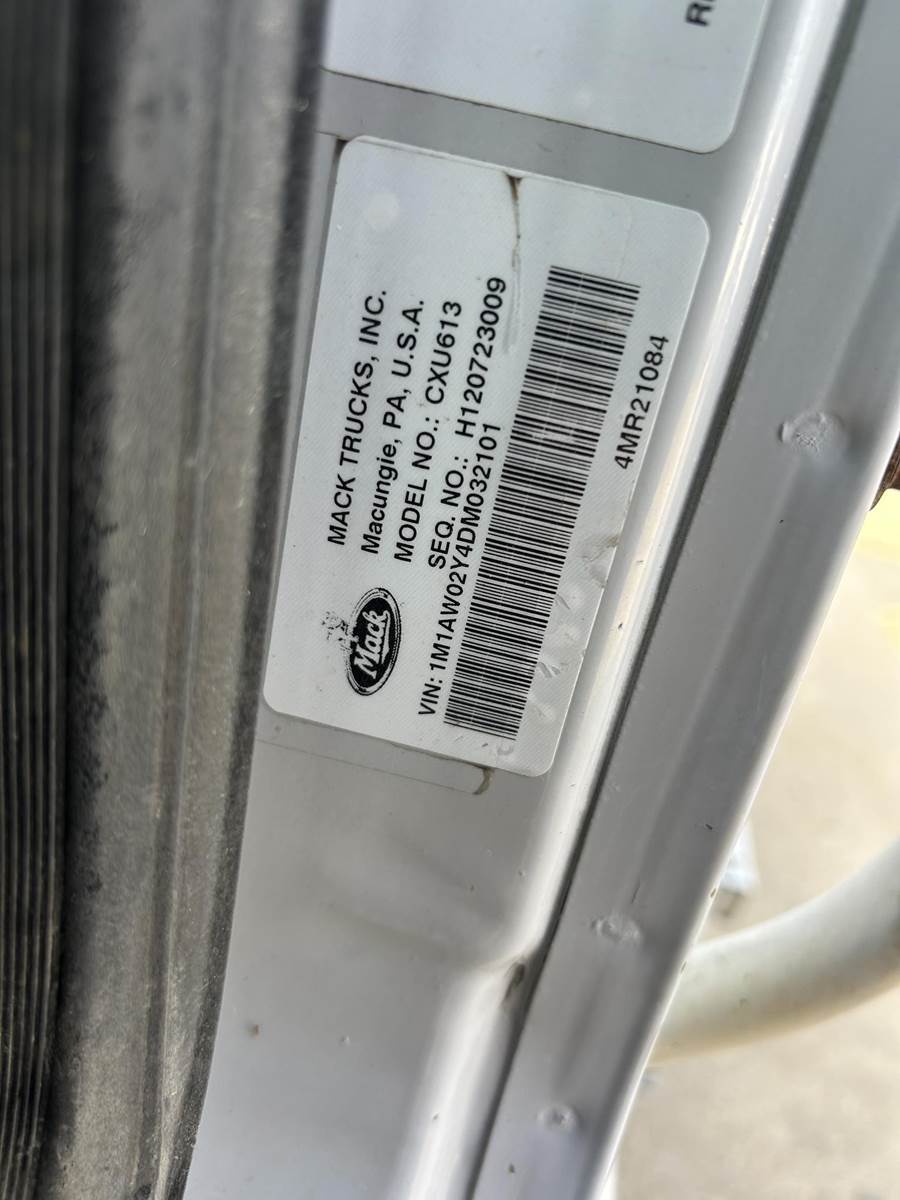 MACK TRUCKS, INC.
Macungie, PA, U.S.A.
MODEL NO.: CXU613
SEQ. NO.: H120723009
Mack
VIN: 1M1AW02Y4DM032101
4MR21084